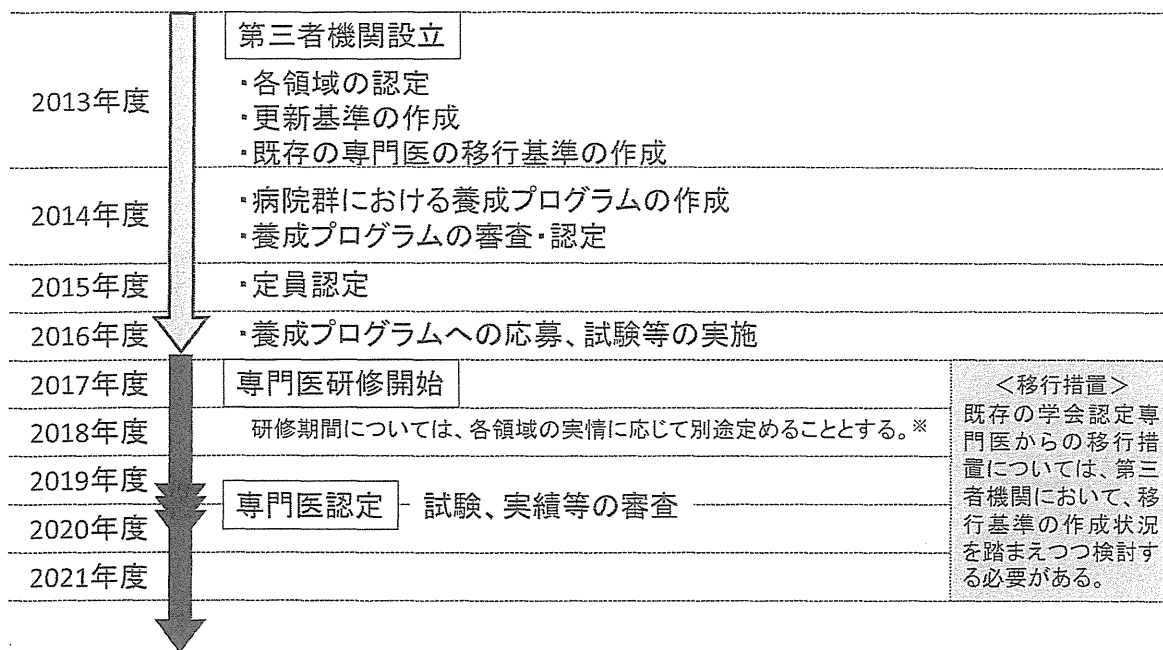 第三者機関設立
2013年度
・各領域の認定
・更新基準の作成
・既存の専門医の移行基準の作成
2014年度
・病院群における養成プログラムの作成
・養成プログラムの審査・認定
2015年度
・定員認定
2016年度
・養成プログラムへの応募、試験等の実施
2017年度
専門医研修開始
2018年度
研修期間については、各領域の実情に応じて別途定めることとする。※
2019年度
専門医認定
試験、実績等の審査
2020年度
2021年度
<移行措置>
既存の学会認定専
門医からの移行措
置については、第三
者機関において、移
行基準の作成状況
を踏まえつつ検討す
る必要がある。